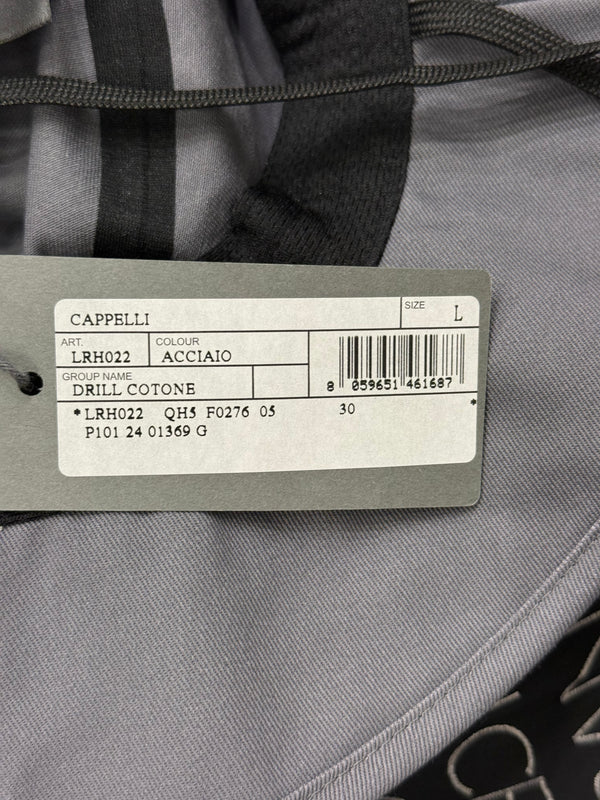 CAPPELLI
SIZE L
ART. LRH022
COLOUR ACCIAIO
GROUP NAME
DRILL COTONE
8 059651 461687
*LRH022 QH5 F0276 05 30 *
P101 24 01369 G